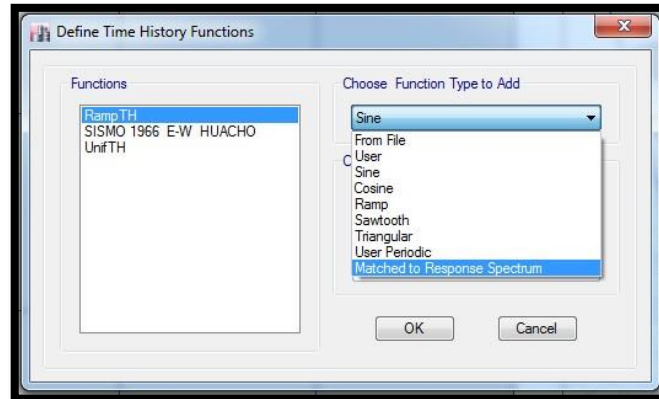 Define Time History Functions
Functions
RampTH
SISMO 1966 E-W HUACHO
UnifTH
Choose Function Type to Add
Sine
From File
User
Sine
Cosine
Ramp
Sawtooth
Triangular
User Periodic
Matched to Response Spectrum
OK
Cancel